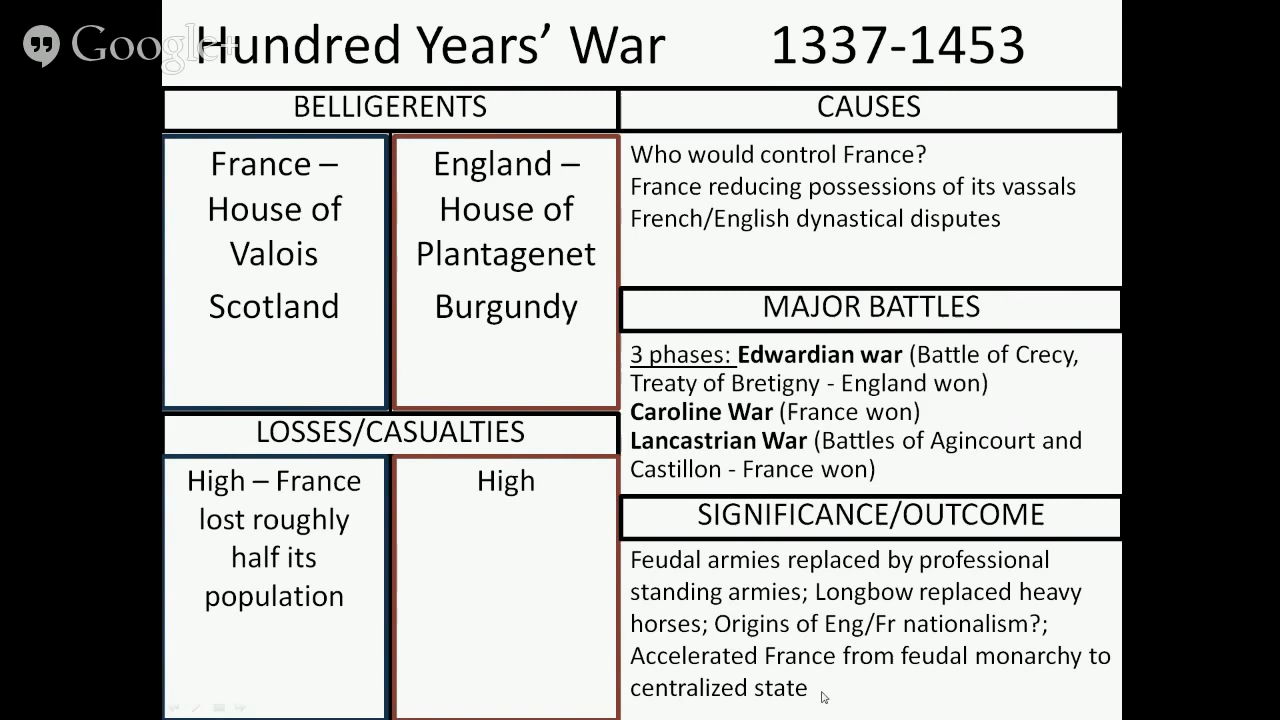 Google+
Hundred Years’ War 1337-1453
BELLIGERENTS
France –
House of
Valois
Scotland
England –
House of
Plantagenet
Burgundy
LOSSES/CASUALTIES
High – France
lost roughly
half its
population
High
CAUSES
Who would control France?
France reducing possessions of its vassals
French/English dynastical disputes
MAJOR BATTLES
3 phases: Edwardian war (Battle of Crecy,
Treaty of Bretigny - England won)
Caroline War (France won)
Lancastrian War (Battles of Agincourt and
Castillon - France won)
SIGNIFICANCE/OUTCOME
Feudal armies replaced by professional
standing armies; Longbow replaced heavy
horses; Origins of Eng/Fr nationalism?;
Accelerated France from feudal monarchy to
centralized state